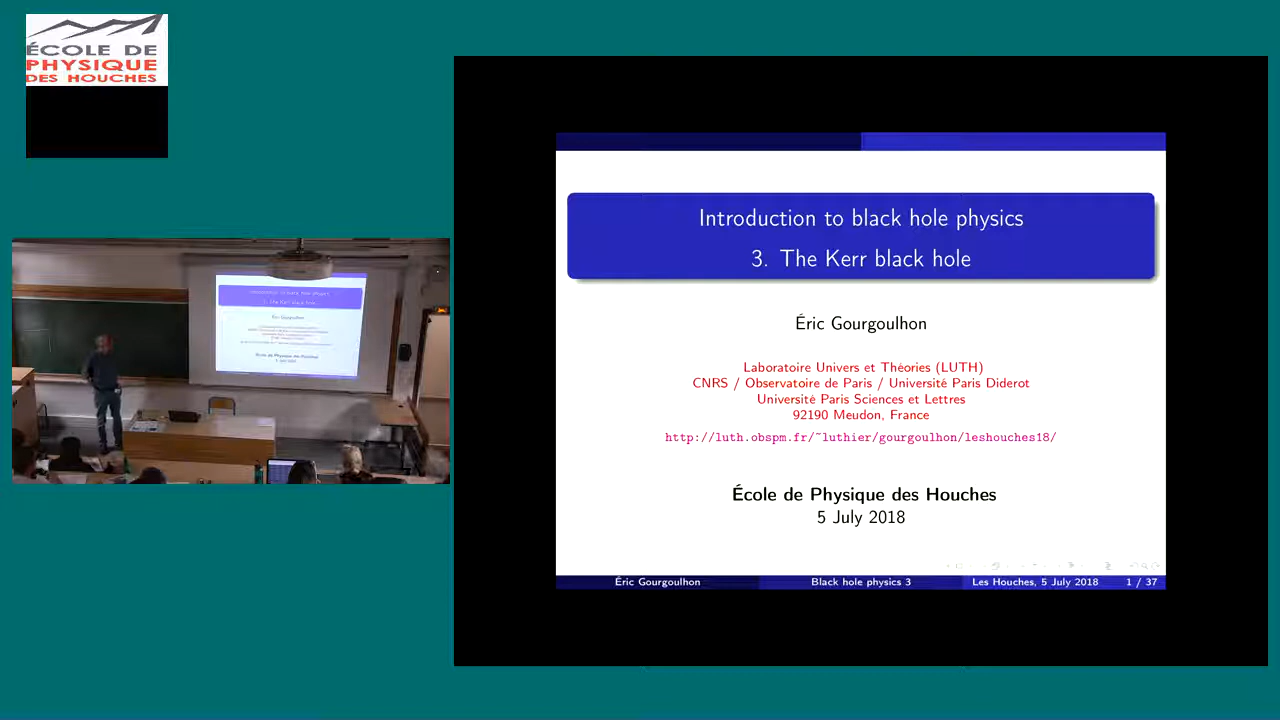 ÉCOLE DE
PHYSIQUE
DES HOUCHES
Introduction to black hole physics
3. The Kerr black hole
Éric Gourgoulhon
Laboratoire Univers et Théories (LUTH)
CNRS / Observatoire de Paris / Université Paris Diderot
Université Paris Sciences et Lettres
92190 Meudon, France
http://luth.obspm.fr/~luthier/gourgoulhon/leshouches18/
École de Physique des Houches
5 July 2018
Éric Gourgoulhon
Black hole physics 3
Les Houches, 5 July 2018
1 / 37